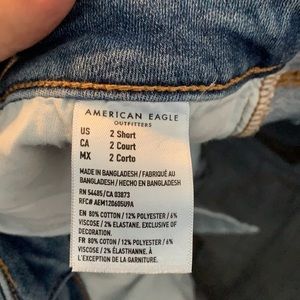 AMERICAN EAGLE
OUTFITTERS
US 2 Short
CA 2 Court
MX 2 Corto
MADE IN BANGLADESH / FABRIQUÉ AU
BANGLADESH / HECHO EN BANGLADESH
RN 54485/CA 03873
RFC# AEM120605U9A
EN 80% COTTON / 12% POLYESTER / 6%
VISCOSE / 2% ELASTANE. EXCLUSIVE OF
DECORATION.
FR 80% COTON / 12% POLYESTER / 6%
VISCOSE / 2% ELASTHANNE. À
L'EXCEPTION DE LA GARNITURE.